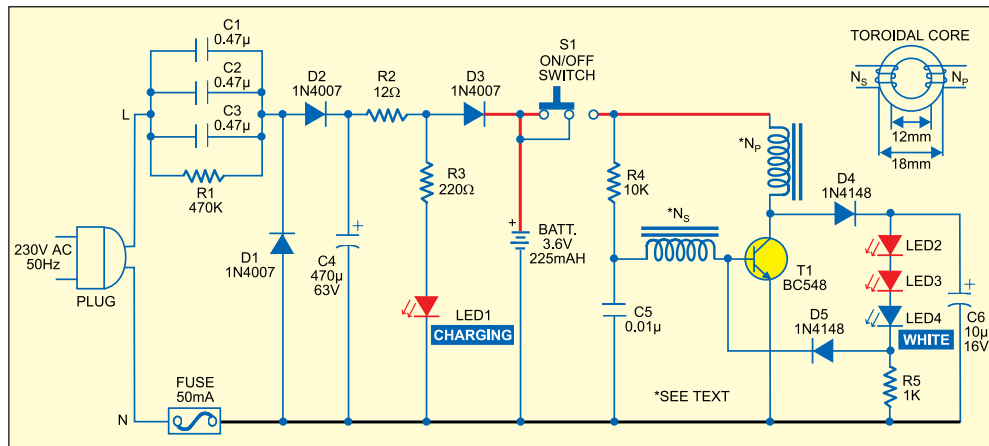 C1
0.47µ
C2
0.47µ
C3
0.47µ
R1
470K
L
230V AC
50Hz
PLUG
N
FUSE
50mA
D1
1N4007
D2
1N4007
C4
470µ
63V
+
R2
12Ω
R3
220Ω
LED1
CHARGING
D3
1N4007
S1
ON/OFF
SWITCH
+
BATT.
3.6V
225mAH
R4
10K
C5
0.01µ
*NS
*NP
T1
BC548
D4
1N4148
D5
1N4148
LED2
LED3
LED4
WHITE
R5
1K
+
C6
10µ
16V
*SEE TEXT
TOROIDAL CORE
NS
NP
12mm
18mm